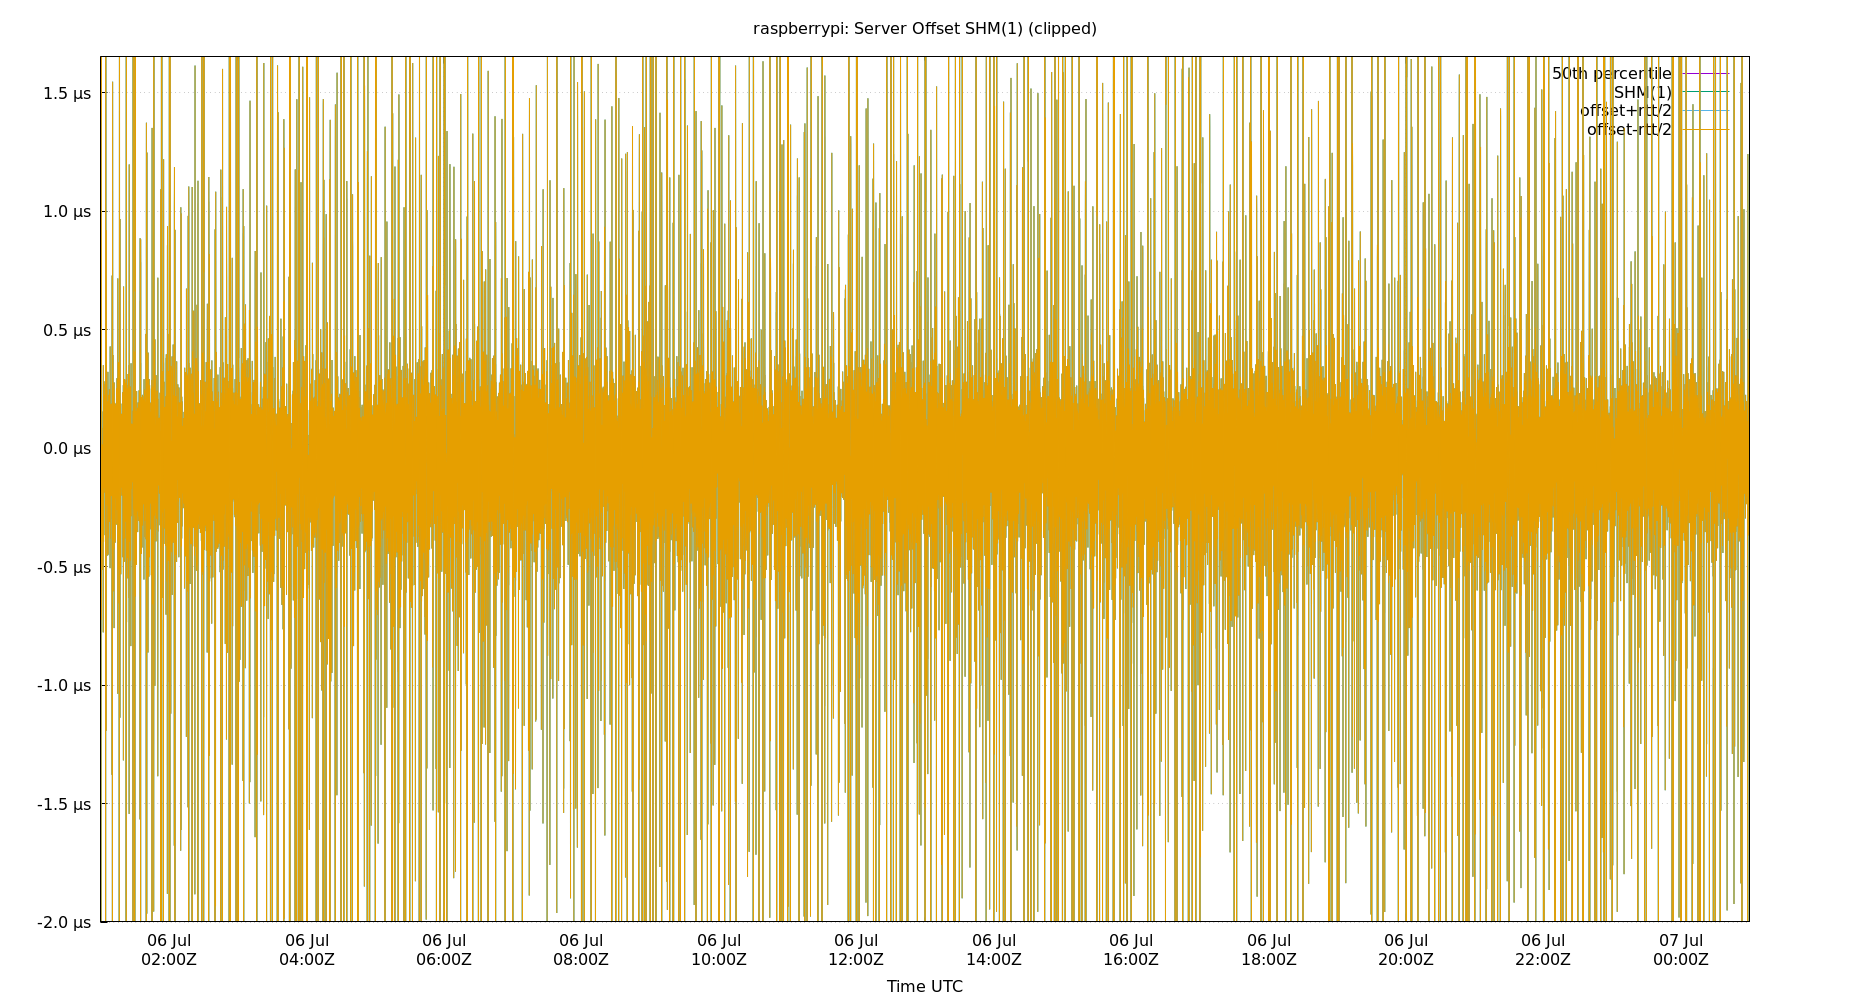 raspberrypi: Server Offset SHM(1) (clipped)
50th percentile
SHM(1)
offset+rtt/2
offset-rtt/2
1.5 µs
1.0 µs
0.5 µs
0.0 µs
-0.5 µs
-1.0 µs
-1.5 µs
-2.0 µs
06 Jul 06 Jul 06 Jul 06 Jul 06 Jul 06 Jul 06 Jul 06 Jul 06 Jul 06 Jul 06 Jul 07 Jul
02:00Z 04:00Z 06:00Z 08:00Z 10:00Z 12:00Z 14:00Z 16:00Z 18:00Z 20:00Z 22:00Z 00:00Z
Time UTC